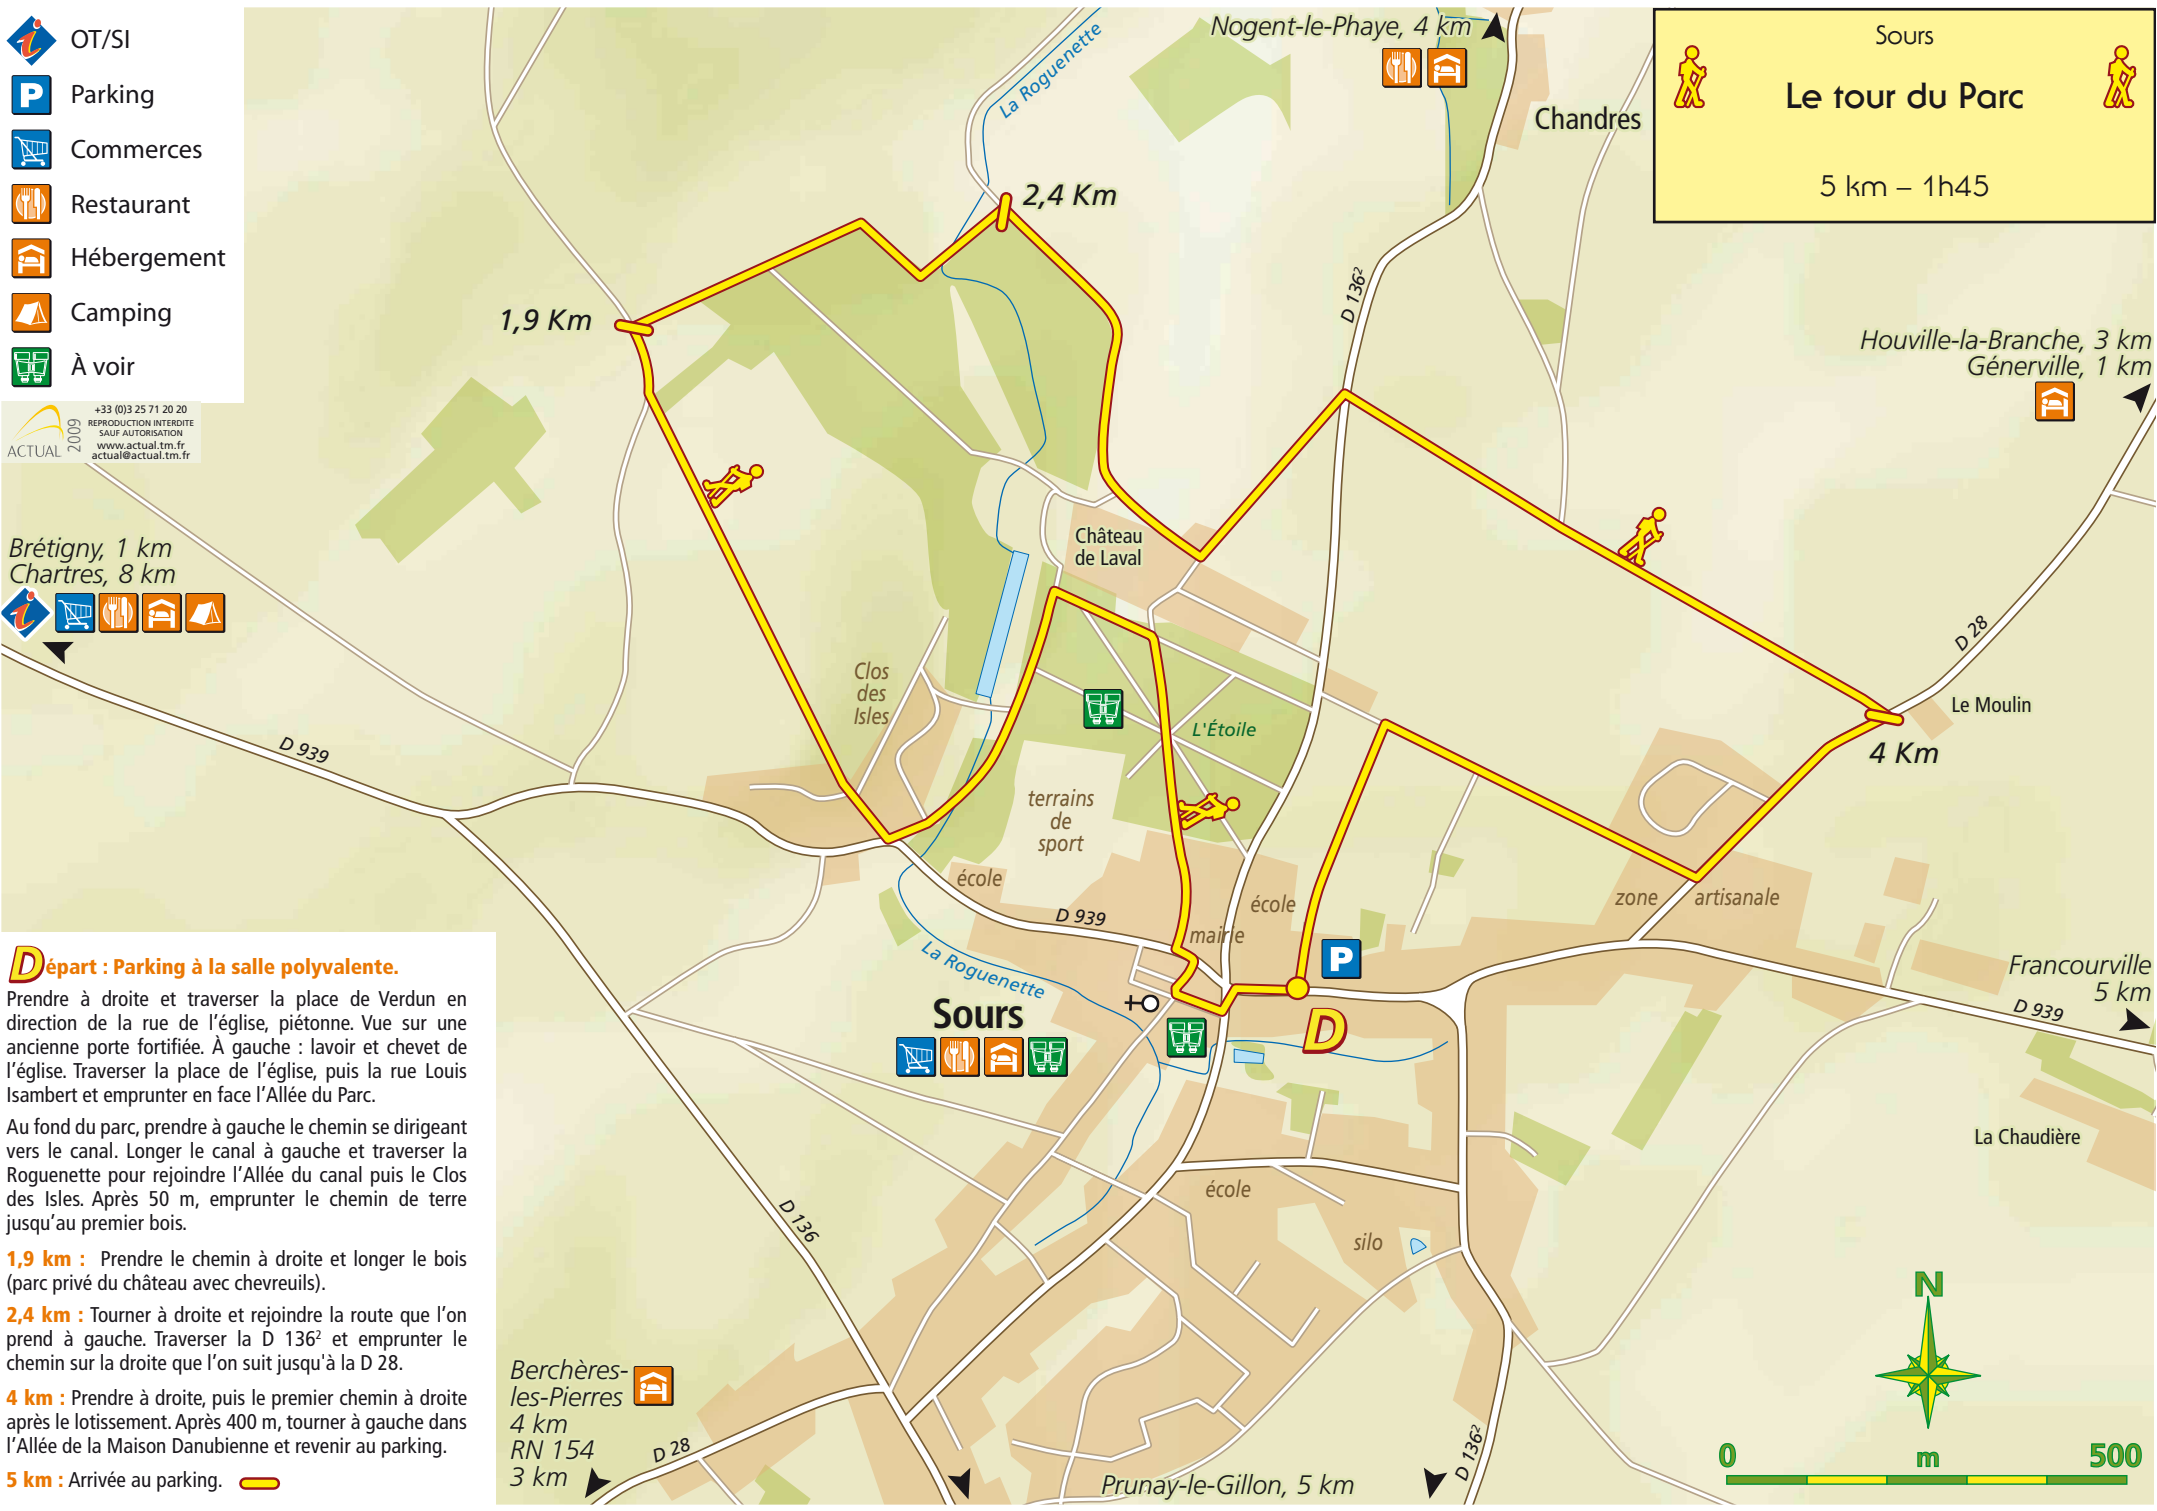 OT/SI
Parking
Commerces
Restaurant
Hébergement
Camping
À voir
ACTUAL
2009
+33 (0)3 25 71 20 20
REPRODUCTION INTERDITE
SAUF AUTORISATION
www.actual.tm.fr
actual@actual.tm.fr
Sours
Le tour du Parc
5 km – 1h45
Nogent-le-Phaye, 4 km
La Roguenette
Chandres
2,4 Km
1,9 Km
D 136²
Houville-la-Branche, 3 km
Génerville, 1 km
Brétigny, 1 km
Chartres, 8 km
Château
de Laval
D 28
Le Moulin
4 Km
Clos
des
Isles
L'Étoile
D 939
terrains
de
sport
école
D 939
école
mairie
zone artisanale
P
La Roguenette
Sours
D
Francourville
5 km
D 939
La Chaudière
école
silo
D 136
Berchères-
les-Pierres
4 km
RN 154
3 km
D 28
Prunay-le-Gillon, 5 km
D 136²
N
0 m 500
Départ : Parking à la salle polyvalente.
Prendre à droite et traverser la place de Verdun en
direction de la rue de l'église, piétonne. Vue sur une
ancienne porte fortifiée. À gauche : lavoir et chevet de
l'église. Traverser la place de l'église, puis la rue Louis
Isambert et emprunter en face l'Allée du Parc.
Au fond du parc, prendre à gauche le chemin se dirigeant
vers le canal. Longer le canal à gauche et traverser la
Roguenette pour rejoindre l'Allée du canal puis le Clos
des Isles. Après 50 m, emprunter le chemin de terre
jusqu'au premier bois.
1,9 km : Prendre le chemin à droite et longer le bois
(parc privé du château avec chevreuils).
2,4 km : Tourner à droite et rejoindre la route que l'on
prend à gauche. Traverser la D 136² et emprunter le
chemin sur la droite que l'on suit jusqu'à la D 28.
4 km : Prendre à droite, puis le premier chemin à droite
après le lotissement. Après 400 m, tourner à gauche dans
l'Allée de la Maison Danubienne et revenir au parking.
5 km : Arrivée au parking.